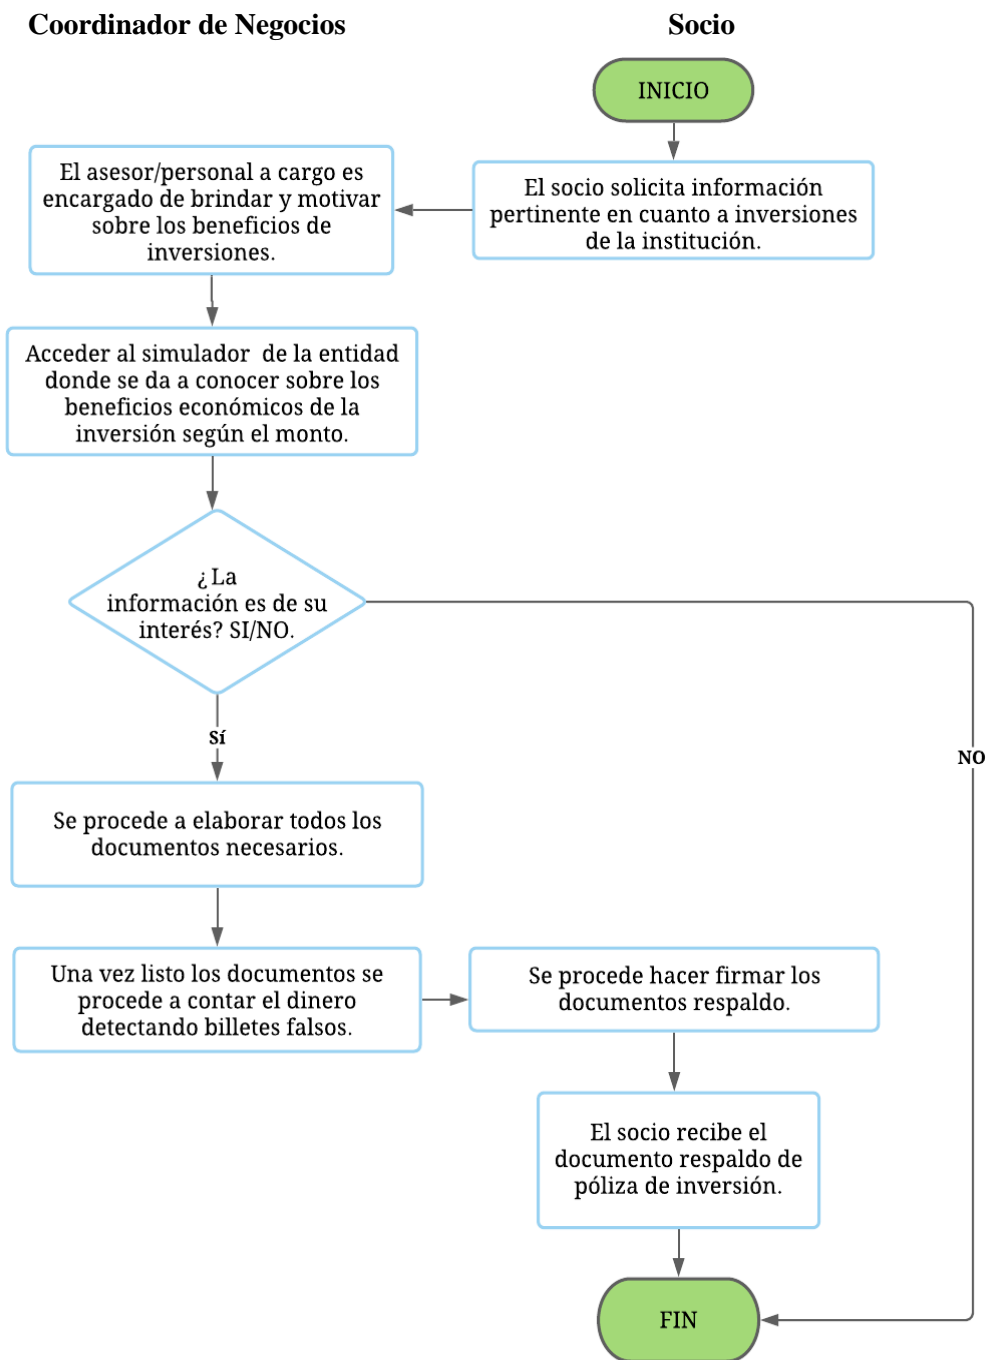 Coordinador de Negocios
Socio
INICIO
El socio solicita información
pertinente en cuanto a inversiones
de la institución.
El asesor/personal a cargo es
encargado de brindar y motivar
sobre los beneficios de
inversiones.
Acceder al simulador  de la entidad
donde se da a conocer sobre los
beneficios económicos de la
inversión según el monto.
¿La
información es de su
interés? SI/NO.
Sí
NO
Se procede a elaborar todos los
documentos necesarios.
Una vez listo los documentos se
procede a contar el dinero
detectando billetes falsos.
Se procede hacer firmar los
documentos respaldo.
El socio recibe el
documento respaldo de
póliza de inversión.
FIN